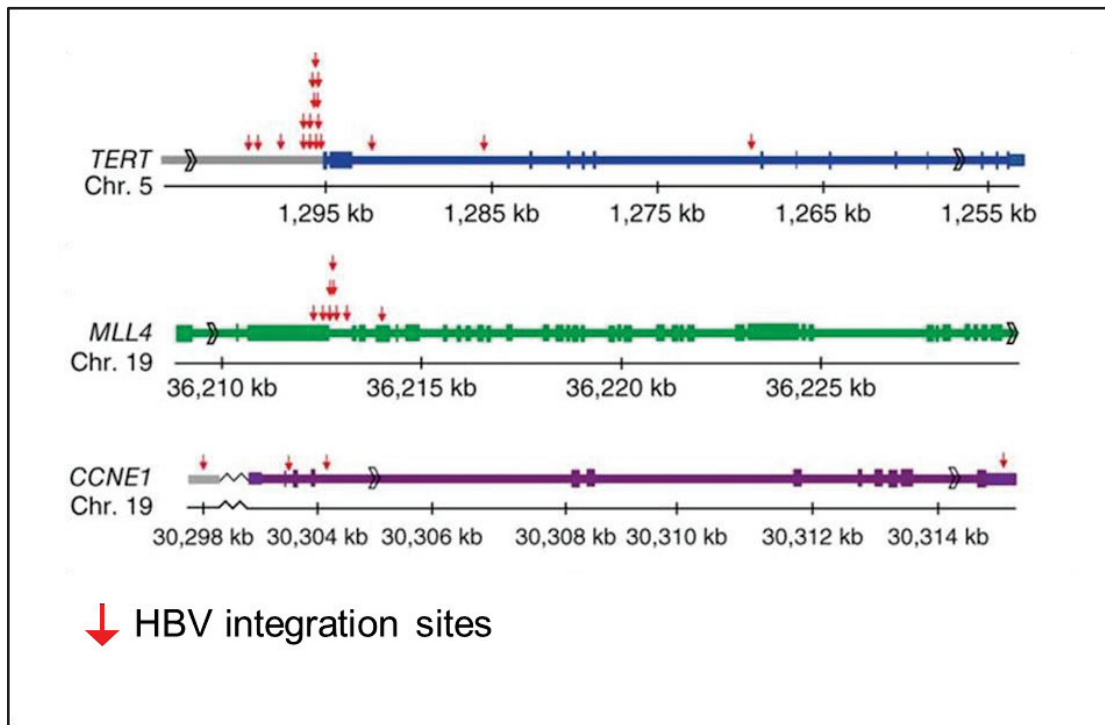 TERT
Chr. 5
1,295 kb 1,285 kb 1,275 kb 1,265 kb 1,255 kb
MLL4
Chr. 19
36,210 kb 36,215 kb 36,220 kb 36,225 kb
CCNE1
Chr. 19
30,298 kb 30,304 kb 30,306 kb 30,308 kb 30,310 kb 30,312 kb 30,314 kb
HBV integration sites